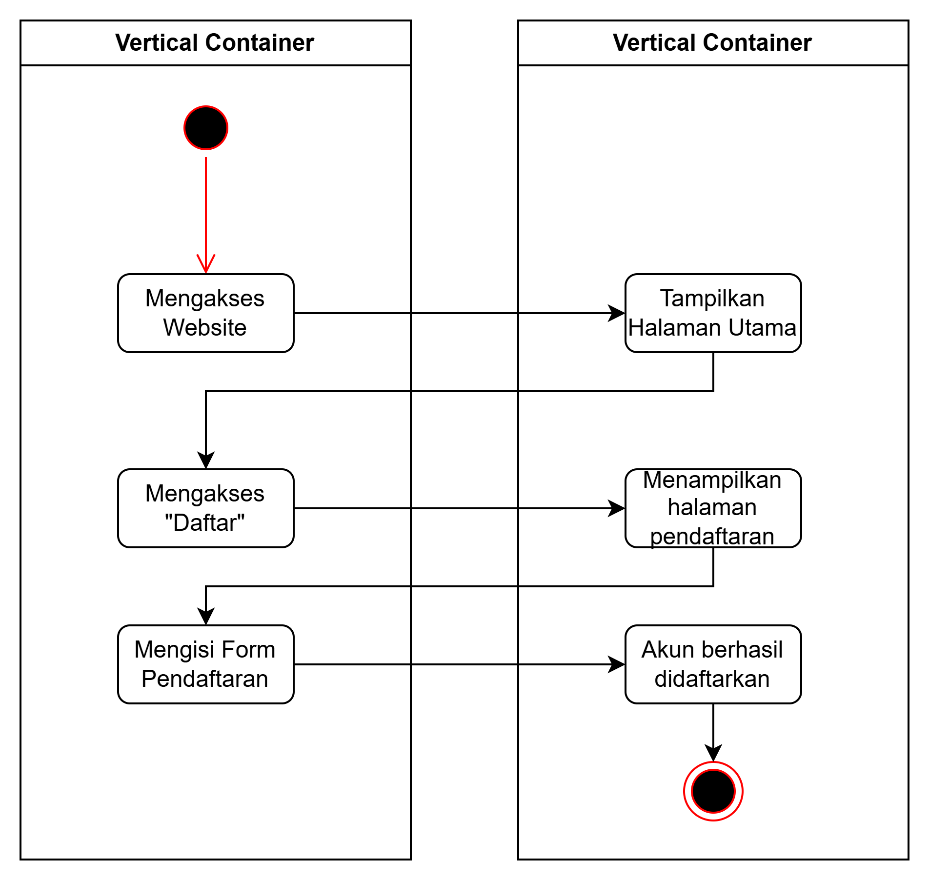 Vertical Container
Vertical Container
Mengakses
Website
Tampilkan
Halaman Utama
Mengakses
"Daftar"
Menampilkan
halaman
pendaftaran
Mengisi Form
Pendaftaran
Akun berhasil
didaftarkan